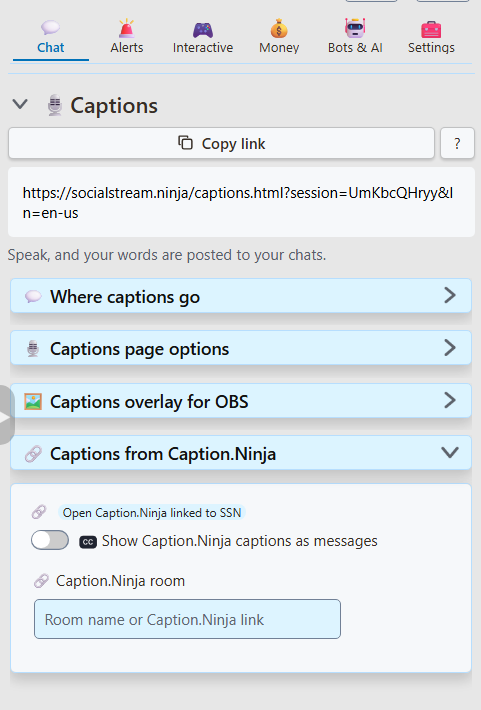 Chat
Alerts
Interactive
Money
Bots & AI
Settings
Captions
Copy link
?
https://socialstream.ninja/captions.html?session=UmKbcQHryy&l
n=en-us
Speak, and your words are posted to your chats.
Where captions go
Captions page options
Captions overlay for OBS
Captions from Caption.Ninja
Open Caption.Ninja linked to SSN
CC Show Caption.Ninja captions as messages
Caption.Ninja room
Room name or Caption.Ninja link